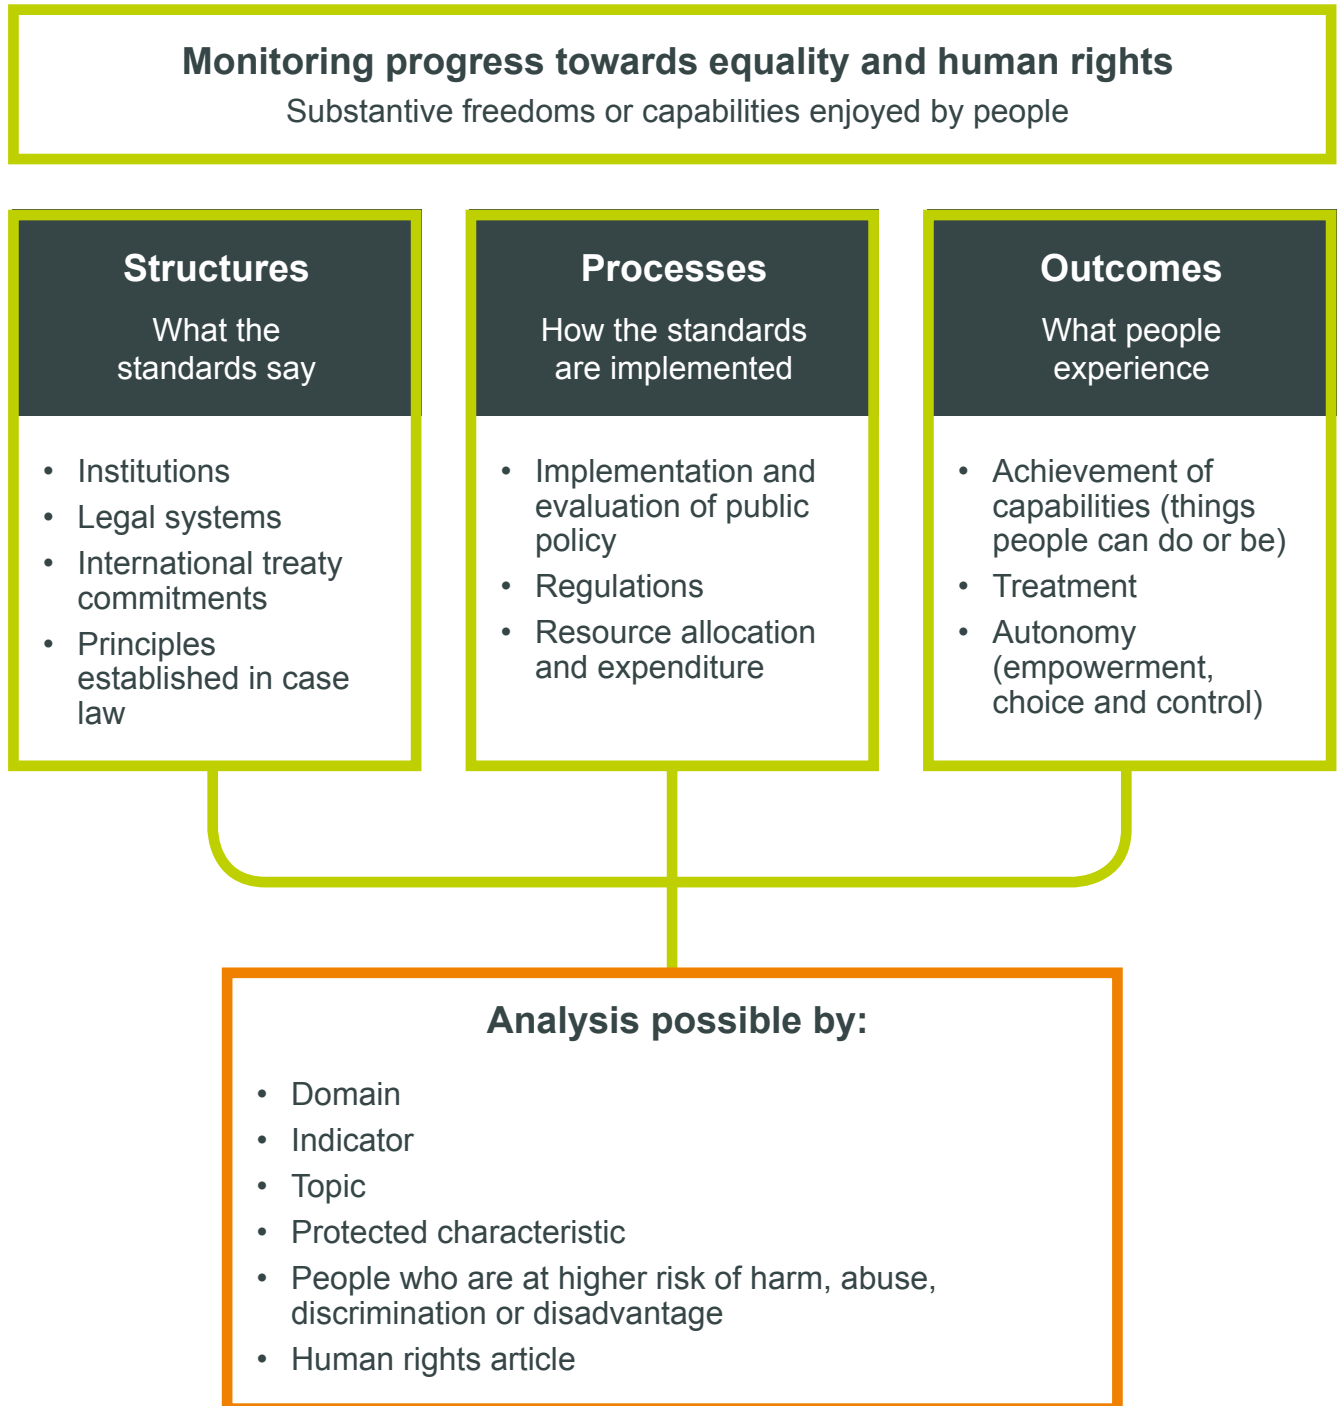 Monitoring progress towards equality and human rights
Substantive freedoms or capabilities enjoyed by people
Structures
What the
standards say
• Institutions
• Legal systems
• International treaty
commitments
• Principles
established in case
law
Processes
How the standards
are implemented
• Implementation and
evaluation of public
policy
• Regulations
• Resource allocation
and expenditure
Outcomes
What people
experience
• Achievement of
capabilities (things
people can do or be)
• Treatment
• Autonomy
(empowerment,
choice and control)
Analysis possible by:
• Domain
• Indicator
• Topic
• Protected characteristic
• People who are at higher risk of harm, abuse,
discrimination or disadvantage
• Human rights article